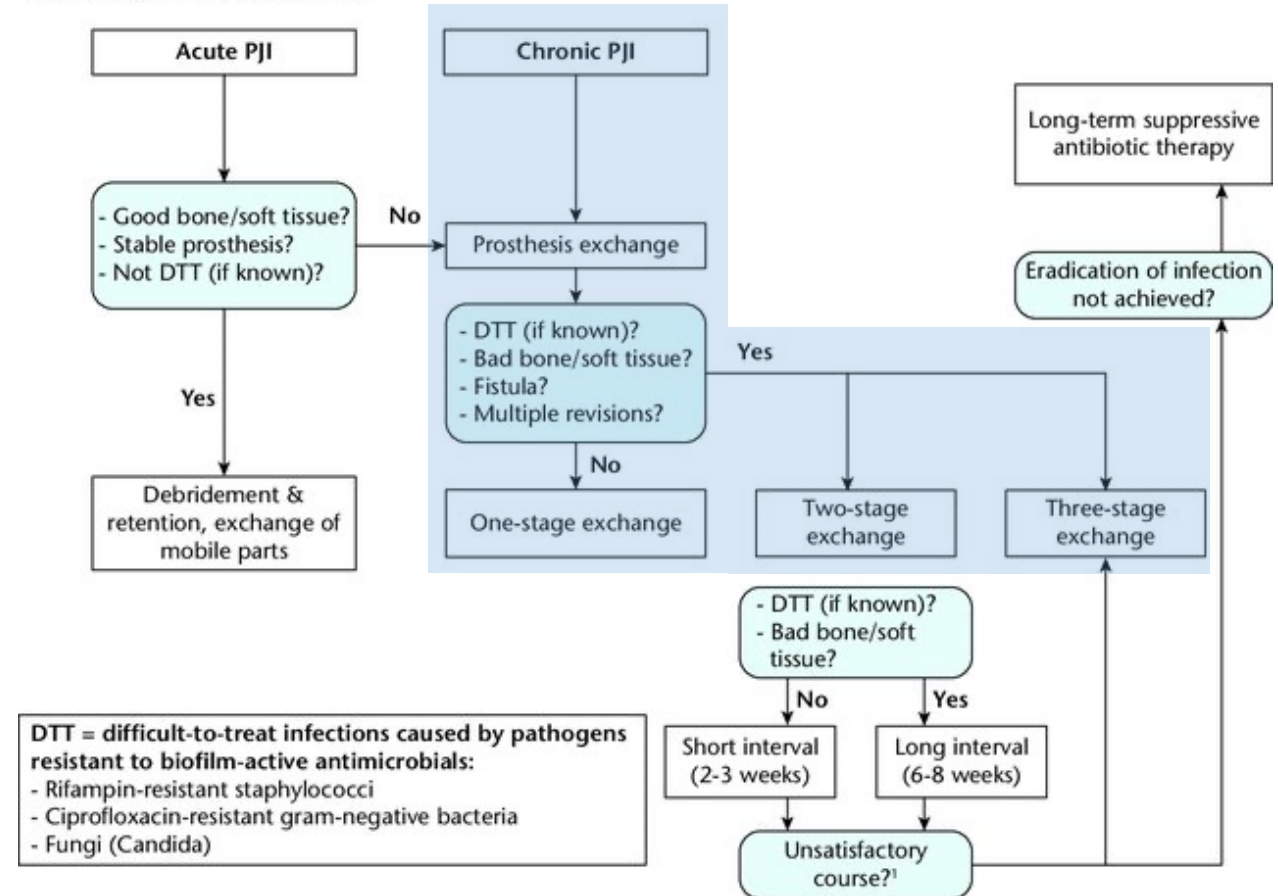 Acute PJI
Chronic PJI
Long-term suppressive
antibiotic therapy
- Good bone/soft tissue?
- Stable prosthesis?
- Not DTT (if known)?
No
Prosthesis exchange
Eradication of infection
not achieved?
- DTT (if known)?
- Bad bone/soft tissue?
- Fistula?
- Multiple revisions?
Yes
Yes
No
Debridement &
retention, exchange of
mobile parts
One-stage exchange
Two-stage
exchange
Three-stage
exchange
- DTT (if known)?
- Bad bone/soft
tissue?
No
Yes
Short interval
(2-3 weeks)
Long interval
(6-8 weeks)
Unsatisfactory
course?¹
DTT = difficult-to-treat infections caused by pathogens
resistant to biofilm-active antimicrobials:
- Rifampin-resistant staphylococci
- Ciprofloxacin-resistant gram-negative bacteria
- Fungi (Candida)